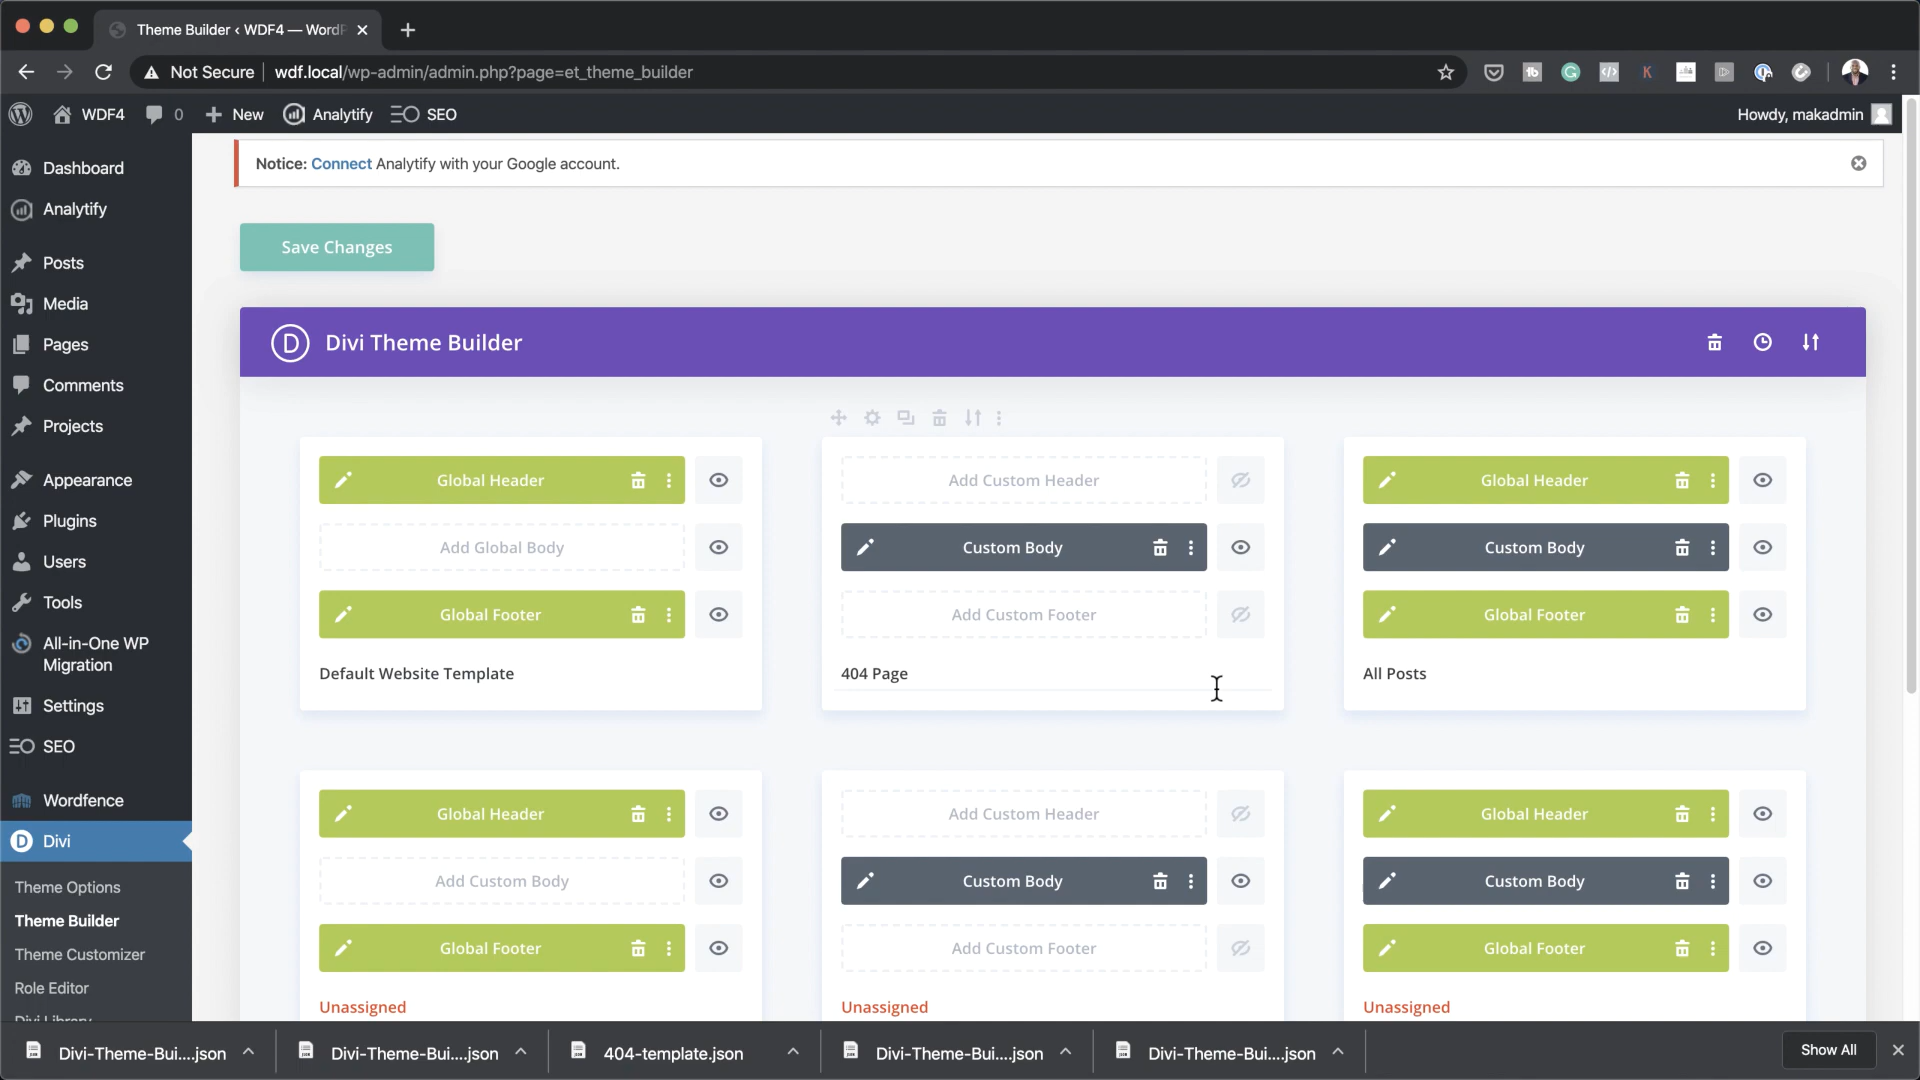 Theme Builder ‹ WDF4 — WordP
Not Secure wdf.local/wp-admin/admin.php?page=et_theme_builder
WDF4 0 New Analytify SEO Howdy, makadmin
Dashboard
Analytify
Posts
Media
Pages
Comments
Projects
Appearance
Plugins
Users
Tools
All-in-One WP
Migration
Settings
SEO
Wordfence
Divi
Theme Options
Theme Builder
Theme Customizer
Role Editor
Divi Library
Notice: Connect Analytify with your Google account.
Save Changes
D Divi Theme Builder
Global Header
Add Global Body
Global Footer
Default Website Template
Add Custom Header
Custom Body
Add Custom Footer
404 Page
Global Header
Custom Body
Global Footer
All Posts
Global Header
Add Custom Body
Global Footer
Unassigned
Add Custom Header
Custom Body
Add Custom Footer
Unassigned
Global Header
Custom Body
Global Footer
Unassigned
Divi-Theme-Bui....json Divi-Theme-Bui....json 404-template.json Divi-Theme-Bui....json Divi-Theme-Bui....json Show All